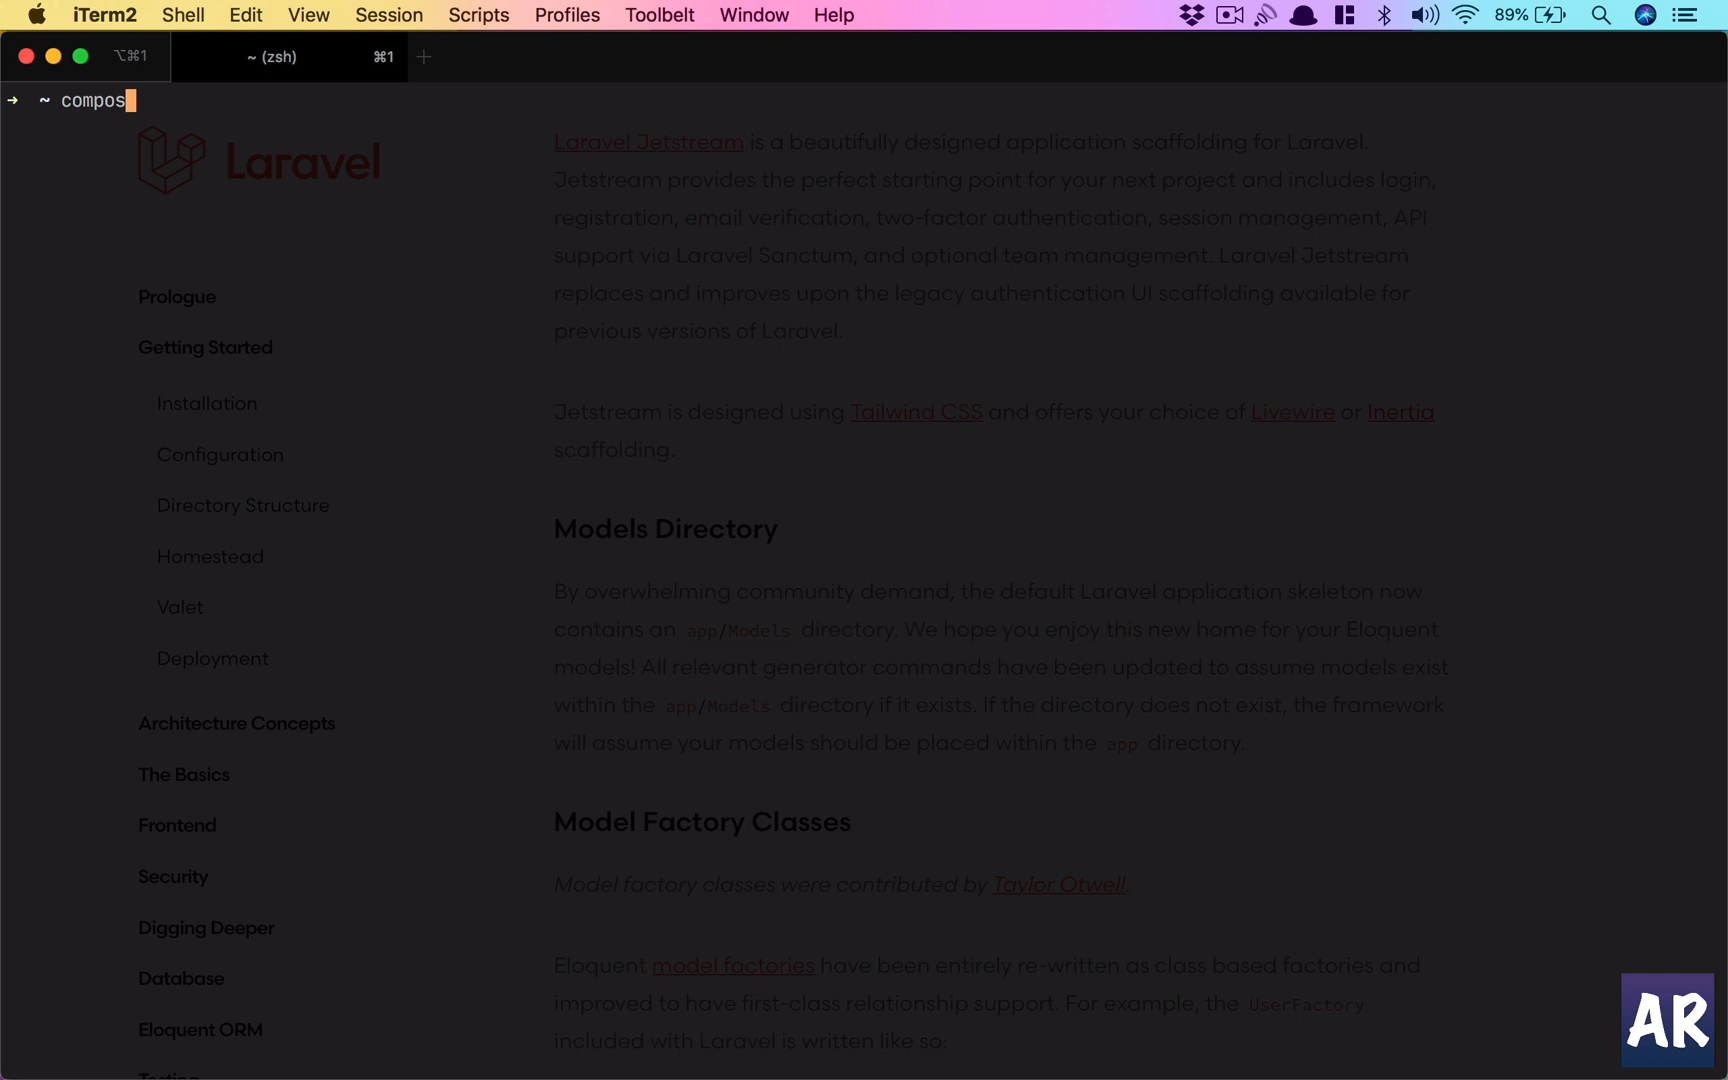 iTerm2 Shell Edit View Session Scripts Profiles Toolbelt Window Help 89%
⌥⌘1 ~ (zsh) ⌘1 +
→ ~ compos
Laravel
Prologue
Getting Started
Installation
Configuration
Directory Structure
Homestead
Valet
Deployment
Architecture Concepts
The Basics
Frontend
Security
Digging Deeper
Database
Eloquent ORM
Testing
Laravel Jetstream is a beautifully designed application scaffolding for Laravel.
Jetstream provides the perfect starting point for your next project and includes login,
registration, email verification, two-factor authentication, session management, API
support via Laravel Sanctum, and optional team management. Laravel Jetstream
replaces and improves upon the legacy authentication UI scaffolding available for
previous versions of Laravel.
Jetstream is designed using Tailwind CSS and offers your choice of Livewire or Inertia
scaffolding.
Models Directory
By overwhelming community demand, the default Laravel application skeleton now
contains an app/Models directory. We hope you enjoy this new home for your Eloquent
models! All relevant generator commands have been updated to assume models exist
within the app/Models directory if it exists. If the directory does not exist, the framework
will assume your models should be placed within the app directory.
Model Factory Classes
Model factory classes were contributed by Taylor Otwell.
Eloquent model factories have been entirely re-written as class based factories and
improved to have first-class relationship support. For example, the UserFactory
included with Laravel is written like so:
AR